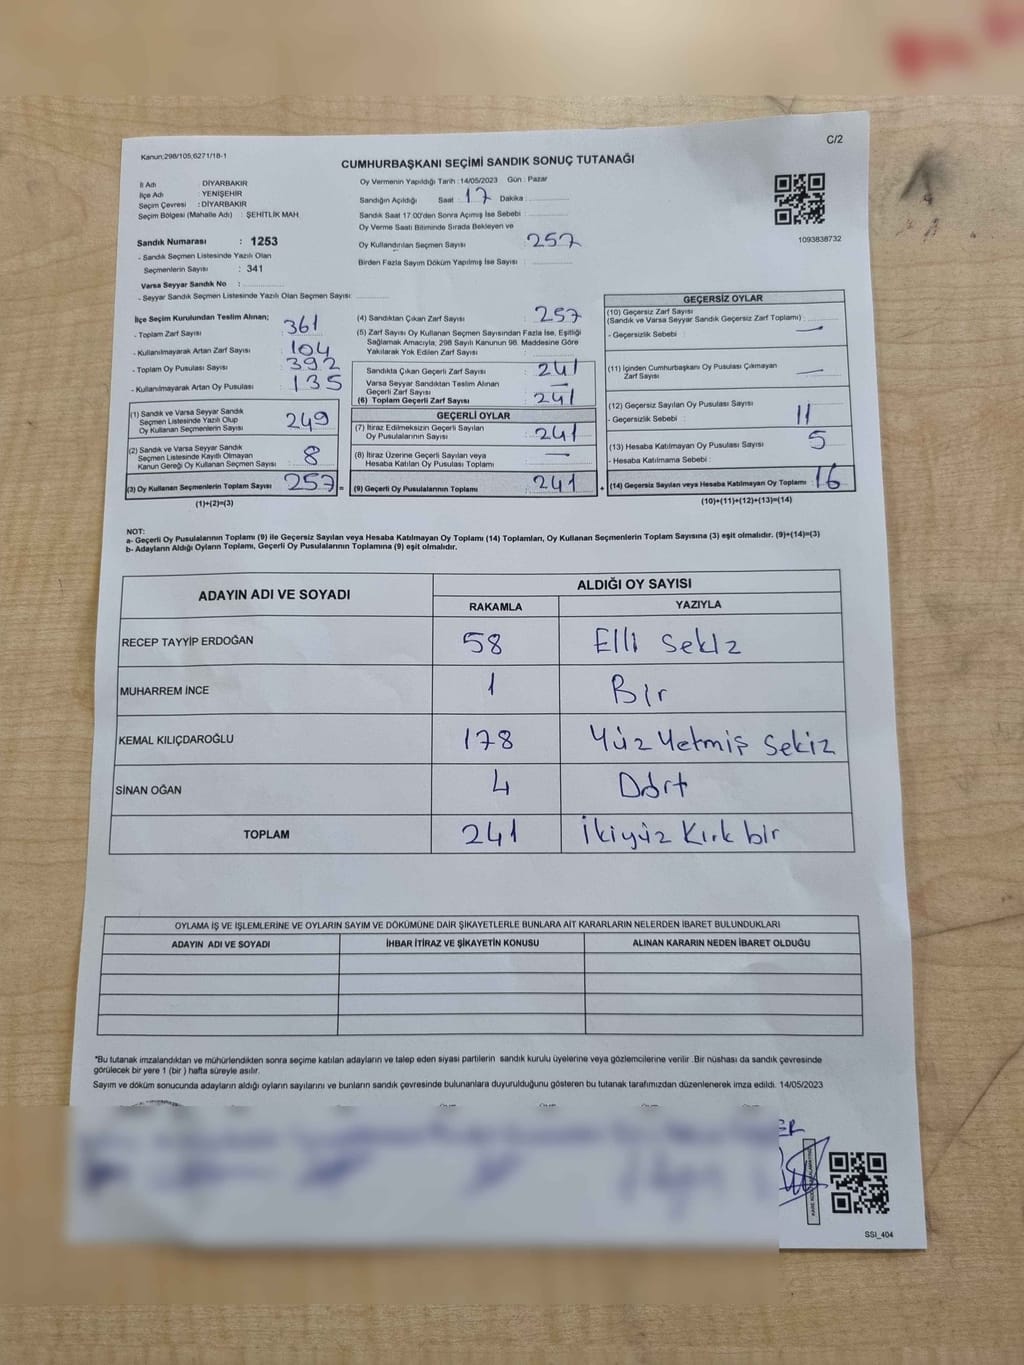 C/2
Kanun;298/105;6271/18-1
CUMHURBAŞKANI SEÇİMİ SANDIK SONUÇ TUTANAĞI
İl Adı : DİYARBAKIR
İlçe Adı : YENİŞEHİR
Seçim Çevresi : DİYARBAKIR
Seçim Bölgesi (Mahalle Adı) : ŞEHİTLİK MAH
Sandık Numarası : 1253
- Sandık Seçmen Listesinde Yazılı Olan
Seçmenlerin Sayısı : 341
Varsa Seyyar Sandık No :
- Seyyar Sandık Seçmen Listesinde Yazılı Olan Seçmen Sayısı:
Oy Vermenin Yapıldığı Tarih : 14/05/2023 Gün : Pazar
Sandığın Açıldığı Saat : 17 Dakika :
Sandık Saat 17.00'den Sonra Açımış İse Sebebi :
Oy Verme Saati Bitiminde Sırada Bekleyen ve
Oy Kullandırılan Seçmen Sayısı : 257
Birden Fazla Sayım Döküm Yapılmış İse Sayısı :
1093838732
İlçe Seçim Kurulundan Teslim Alınan;
- Toplam Zarf Sayısı : 361
- Kullanılmayarak Artan Zarf Sayısı : 104
- Toplam Oy Pusulası Sayısı : 392
- Kullanılmayarak Artan Oy Pusulası : 135
(1) Sandık ve Varsa Seyyar Sandık
Seçmen Listesinde Yazılı Olup
Oy Kullanan Seçmenlerin Sayısı : 249
(2) Sandık ve Varsa Seyyar Sandık
Seçmen Listesinde Kayıtlı Olmayan
Kanun Gereği Oy Kullanan Seçmen Sayısı : 8
(3) Oy Kullanan Seçmenlerin Toplam Sayısı : 257 =
(1)+(2)=(3)
(4) Sandıktan Çıkan Zarf Sayısı : 257
(5) Zarf Sayısı Oy Kullanan Seçmen Sayısından Fazla İse, Eşitliği
Sağlamak Amacıyla; 298 Sayılı Kanunun 98. Maddesine Göre
Yakılarak Yok Edilen Zarf Sayısı :
Sandıkta Çıkan Geçerli Zarf Sayısı : 241
Varsa Seyyar Sandıktan Teslim Alınan
Geçerli Zarf Sayısı : —
(6) Toplam Geçerli Zarf Sayısı : 241
GEÇERLİ OYLAR
(7) İtiraz Edilmeksizin Geçerli Sayılan
Oy Pusulalarının Sayısı : 241
(8) İtiraz Üzerine Geçerli Sayılan veya
Hesaba Katılan Oy Pusulası Toplamı : —
(9) Geçerli Oy Pusulalarının Toplamı : 241 +
GEÇERSİZ OYLAR
(10) Geçersiz Zarf Sayısı
(Sandık ve Varsa Seyyar Sandık Geçersiz Zarf Toplamı) :
- Geçersizlik Sebebi : —
(11) İçinden Cumhurbaşkanı Oy Pusulası Çıkmayan
Zarf Sayısı : —
(12) Geçersiz Sayılan Oy Pusulası Sayısı
- Geçersizlik Sebebi : 11
(13) Hesaba Katılmayan Oy Pusulası Sayısı : 5
- Hesaba Katılmama Sebebi :
(14) Geçersiz Sayılan veya Hesaba Katılmayan Oy Toplamı : 16
(10)+(11)+(12)+(13)=(14)
NOT:
a- Geçerli Oy Pusulalarının Toplamı (9) ile Geçersiz Sayılan veya Hesaba Katılmayan Oy Toplamı (14) Toplamları, Oy Kullanan Seçmenlerin Toplam Sayısına (3) eşit olmalıdır. (9)+(14)=(3)
b- Adayların Aldığı Oyların Toplamı, Geçerli Oy Pusulalarının Toplamına (9) eşit olmalıdır.
ADAYIN ADI VE SOYADI ALDIĞI OY SAYISI
RAKAMLA YAZIYLA
RECEP TAYYİP ERDOĞAN 58 Elli Sekiz
MUHARREM İNCE 1 Bir
KEMAL KILIÇDAROĞLU 178 Yüz Yetmiş Sekiz
SİNAN OĞAN 4 Dört
TOPLAM 241 İkiyüz Kırk bir
OYLAMA İŞ VE İŞLEMLERİNE VE OYLARIN SAYIM VE DÖKÜMÜNE DAİR ŞİKAYETLERLE BUNLARA AİT KARARLARIN NELERDEN İBARET BULUNDUKLARI
ADAYIN ADI VE SOYADI İHBAR İTİRAZ VE ŞİKAYETİN KONUSU ALINAN KARARIN NEDEN İBARET OLDUĞU
*Bu tutanak imzalandıktan ve mühürlendikten sonra seçime katılan adayların ve talep eden siyasi partilerin sandık kurulu üyelerine veya gözlemcilerine verilir .Bir nüshası da sandık çevresinde
görülecek bir yere 1 (bir ) hafta süreyle asılır.
Sayım ve döküm sonucunda adayların aldığı oyların sayılarını ve bunların sandık çevresinde bulunanlara duyurulduğunu gösteren bu tutanak tarafımızdan düzenlenerek imza edildi. 14/05/2023
SSI_404